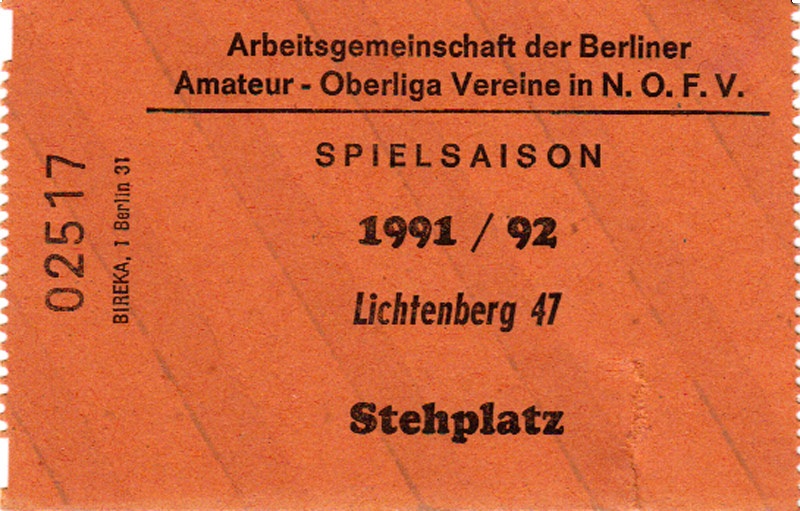 Arbeitsgemeinschaft der Berliner
Amateur - Oberliga Vereine in N. O. F. V.
SPIELSAISON
1991 / 92
Lichtenberg 47
Stehplatz
02517
BIREKA, 1 Berlin 31